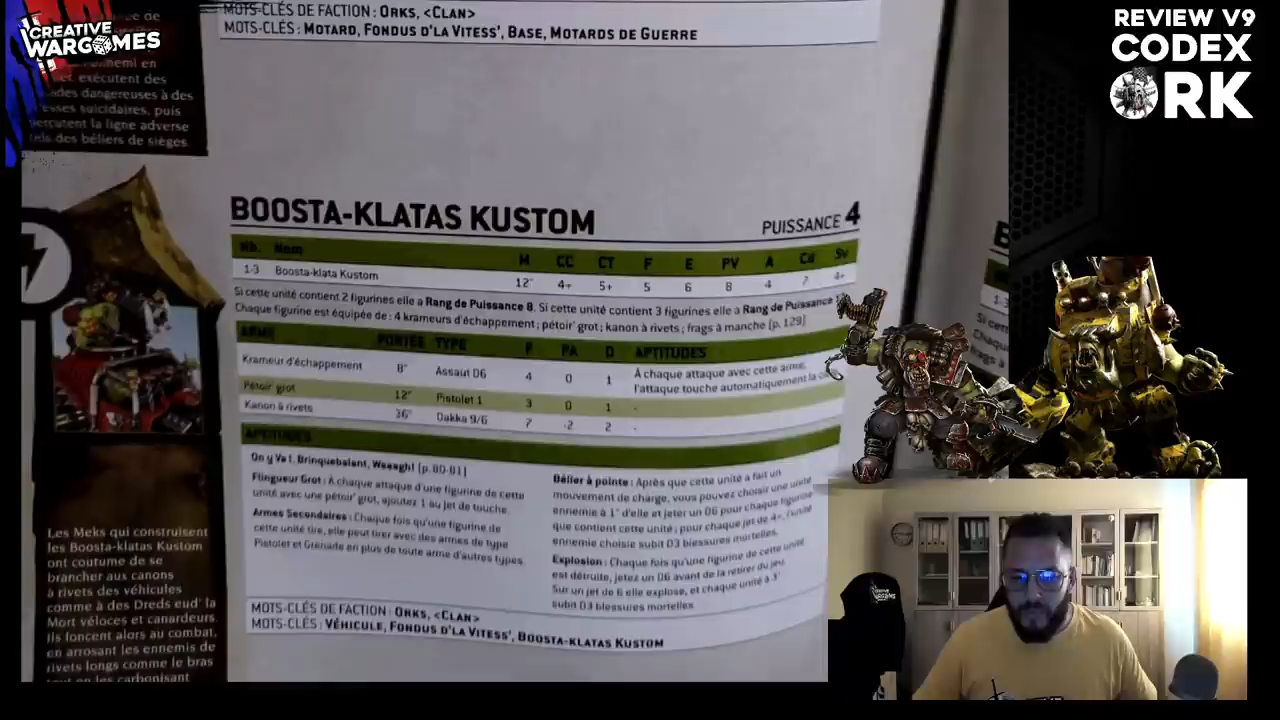 CREATIVE
WARGAMES
REVIEW V9
CODEX
ORK
MOTS-CLÉS DE FACTION : ORKS, <CLAN>
MOTS-CLÉS : MOTARD, FONDUS D'LA VITESS', BASE, MOTARDS DE GUERRE
ennemi en
exécutent des
dangereuses à des
suicidaires, puis
percutent la ligne adverse
tels des béliers de sièges.
BOOSTA-KLATAS KUSTOM
PUISSANCE 4
Nb. Nom M CC CT F E PV A Cd Sv
1-3 Boosta-klata Kustom 12" 4+ 5+ 5 6 8 4 7 4+
Si cette unité contient 2 figurines elle a Rang de Puissance 8. Si cette unité contient 3 figurines elle a Rang de Puissance
Chaque figurine est équipée de : 4 krameurs d'échappement ; pétoir' grot ; kanon à rivets ; frags à manche (p. 129)
ARME PORTÉE TYPE F PA D APTITUDES
Krameur d'échappement 8" Assaut D6 4 0 1 À chaque attaque avec cette arme,
l'attaque touche automatiquement la
Pétoir' grot 12" Pistolet 1 3 0 1 -
Kanon à rivets 36" Dakka 9/6 7 -2 2 -
APTITUDES
On y Va !, Brinquebalant, Waaagh! (p. 80-81)
Flingueur Grot : À chaque attaque d'une figurine de cette
unité avec une pétoir' grot, ajoutez 1 au jet de touche.
Armes Secondaires : Chaque fois qu'une figurine de
cette unité tire, elle peut tirer avec des armes de type
Pistolet et Grenade en plus de toute arme d'autres types.
Bélier à pointe : Après que cette unité a fait un
mouvement de charge, vous pouvez choisir une unité
ennemie à 1" d'elle et jeter un D6 pour chaque figurine
que contient cette unité ; pour chaque jet de 4+, l'unité
ennemie choisie subit D3 blessures mortelles.
Explosion : Chaque fois qu'une figurine de cette unité
est détruite, jetez un D6 avant de la retirer du jeu.
Sur un jet de 6 elle explose, et chaque unité à 3"
subit D3 blessures mortelles.
MOTS-CLÉS DE FACTION : ORKS, <CLAN>
MOTS-CLÉS : VÉHICULE, FONDUS D'LA VITESS', BOOSTA-KLATAS KUSTOM
Les Meks qui construisent
les Boosta-klatas Kustom
ont coutume de se
brancher aux canons
à rivets des véhicules
comme à des Dreds eud' la
Mort véloces et canardeurs.
Ils foncent alors au combat,
en arrosant les ennemis de
rivets longs comme le bras
tout en les carbonisant